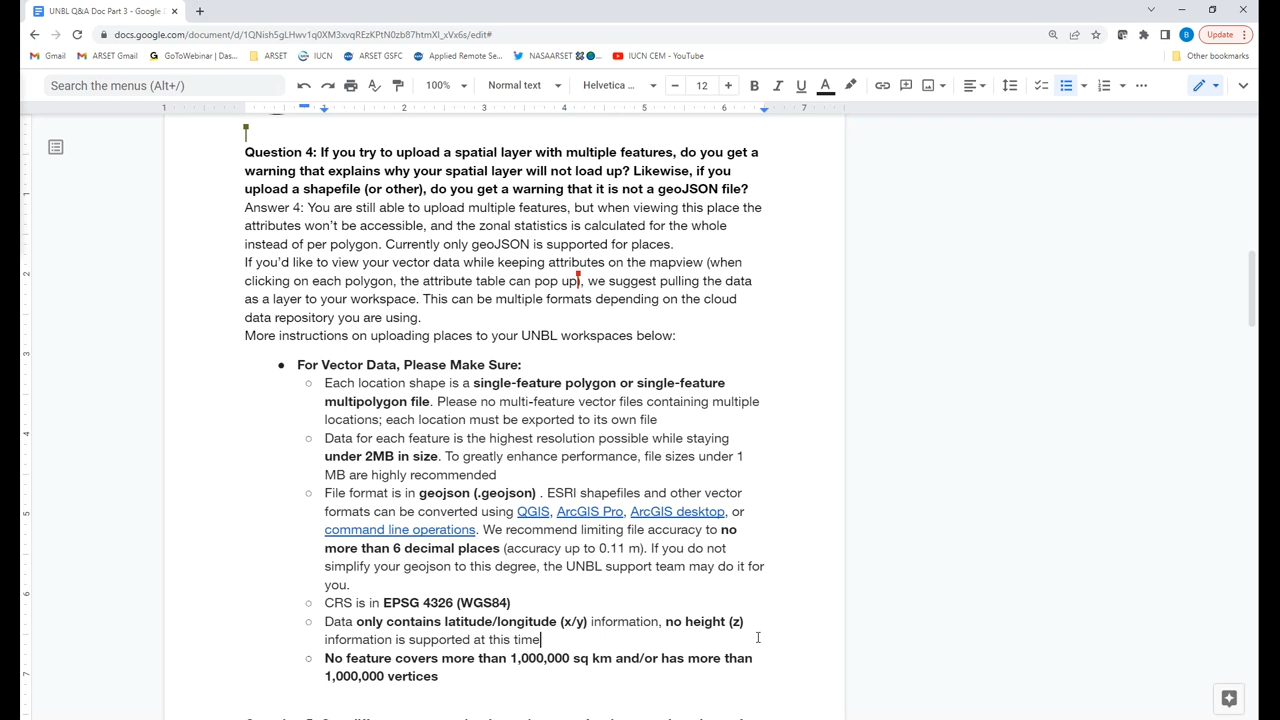 UNBL Q&A Doc Part 3 - Google
docs.google.com/document/d/1QNish5gLHwv1q0XM3xvqREzKPtN0zb87htmXI_xVx6s/edit#
Update
Gmail
ARSET Gmail
GoToWebinar | Das...
ARSET
IUCN
ARSET GSFC
Applied Remote Se...
NASAARSET
IUCN CEM - YouTube
Other bookmarks
Search the menus (Alt+/)
100%
Normal text
Helvetica ...
12
B I U A
1 1 2 3 4 5 6 7
Question 4: If you try to upload a spatial layer with multiple features, do you get a
warning that explains why your spatial layer will not load up? Likewise, if you
upload a shapefile (or other), do you get a warning that it is not a geoJSON file?
Answer 4: You are still able to upload multiple features, but when viewing this place the
attributes won't be accessible, and the zonal statistics is calculated for the whole
instead of per polygon. Currently only geoJSON is supported for places.
If you'd like to view your vector data while keeping attributes on the mapview (when
clicking on each polygon, the attribute table can pop up), we suggest pulling the data
as a layer to your workspace. This can be multiple formats depending on the cloud
data repository you are using.
More instructions on uploading places to your UNBL workspaces below:
● For Vector Data, Please Make Sure:
○ Each location shape is a single-feature polygon or single-feature
multipolygon file. Please no multi-feature vector files containing multiple
locations; each location must be exported to its own file
○ Data for each feature is the highest resolution possible while staying
under 2MB in size. To greatly enhance performance, file sizes under 1
MB are highly recommended
○ File format is in geojson (.geojson) . ESRI shapefiles and other vector
formats can be converted using QGIS, ArcGIS Pro, ArcGIS desktop, or
command line operations. We recommend limiting file accuracy to no
more than 6 decimal places (accuracy up to 0.11 m). If you do not
simplify your geojson to this degree, the UNBL support team may do it for
you.
○ CRS is in EPSG 4326 (WGS84)
○ Data only contains latitude/longitude (x/y) information, no height (z)
information is supported at this time
○ No feature covers more than 1,000,000 sq km and/or has more than
1,000,000 vertices